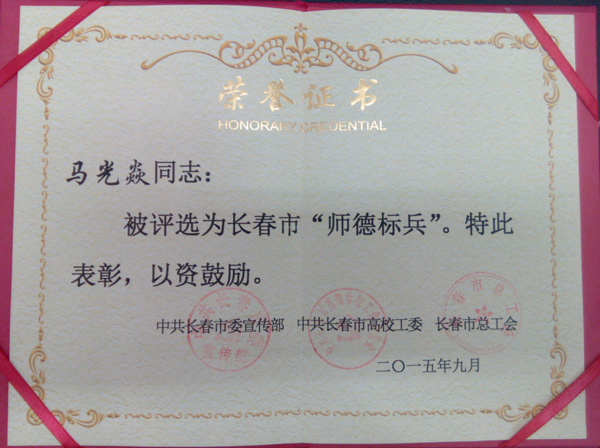 荣誉证书
HONORARY CREDENTIAL
马光焱同志：
被评选为长春市“师德标兵”。特此
表彰，以资鼓励。
中共长春市委宣传部 中共长春市高校工委 长春市总工会
二〇一五年九月